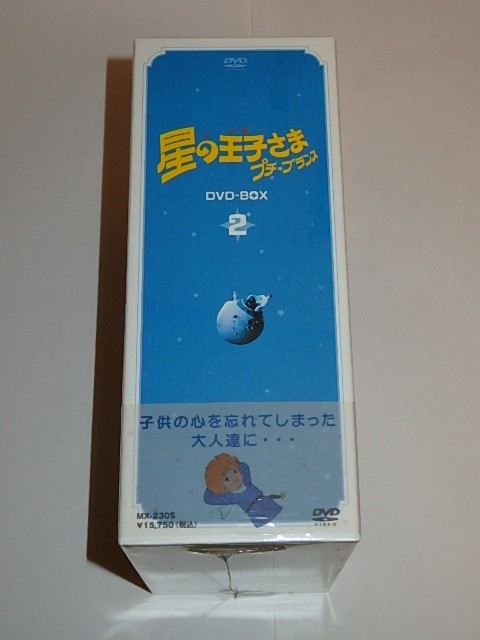 DVD
星の王子さま
プチ・プランス
DVD-BOX
2
子供の心を忘れてしまった
大人達に・・・
MX-230S
¥15,750(税込)
DVD
VIDEO